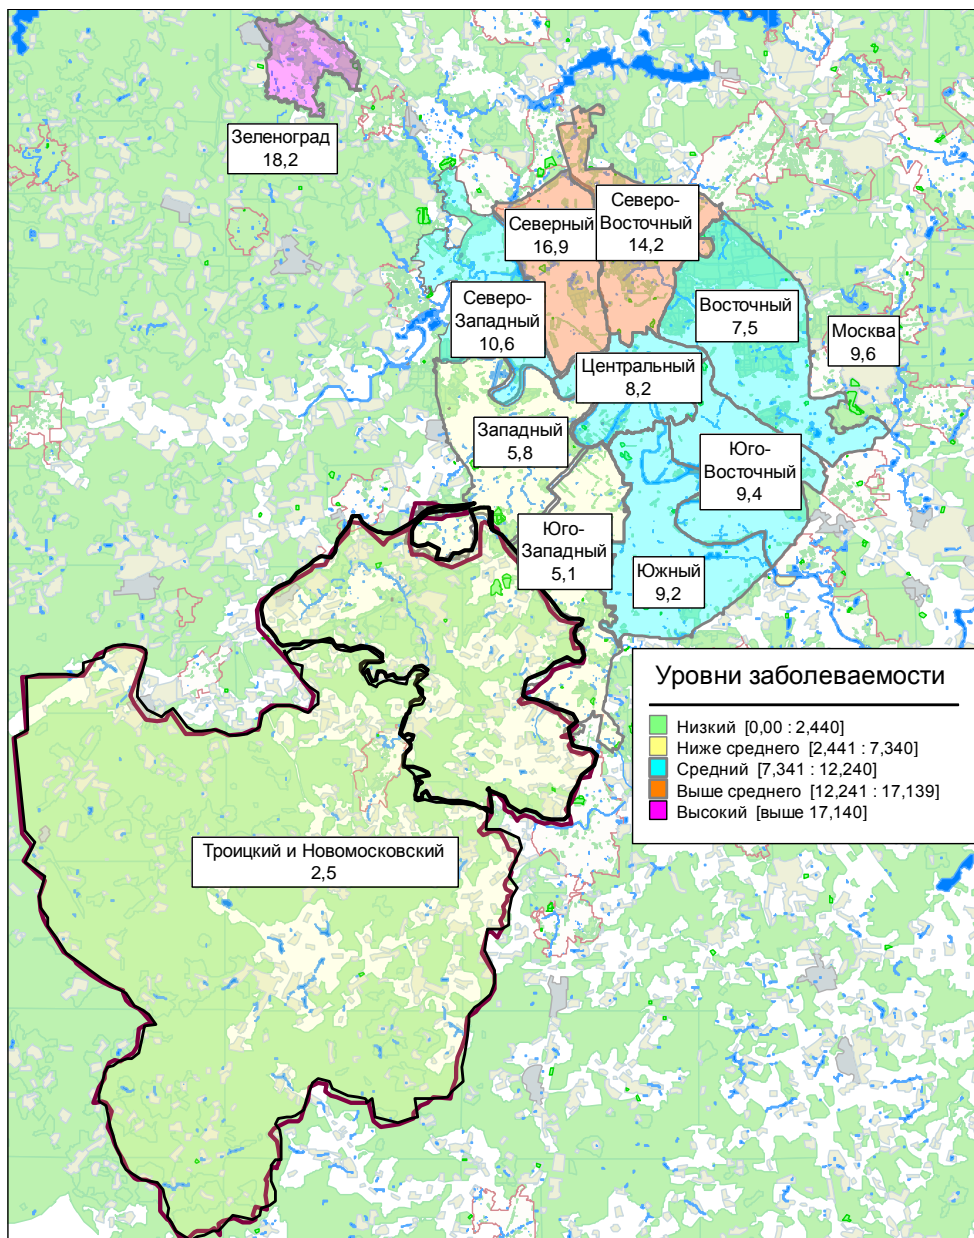 Зеленоград
18,2
Северный
16,9
Северо-
Восточный
14,2
Северо-
Западный
10,6
Восточный
7,5
Москва
9,6
Центральный
8,2
Западный
5,8
Юго-
Восточный
9,4
Юго-
Западный
5,1
Южный
9,2
Троицкий и Новомосковский
2,5
Уровни заболеваемости
Низкий [0,00 : 2,440]
Ниже среднего [2,441 : 7,340]
Средний [7,341 : 12,240]
Выше среднего [12,241 : 17,139]
Высокий [выше 17,140]